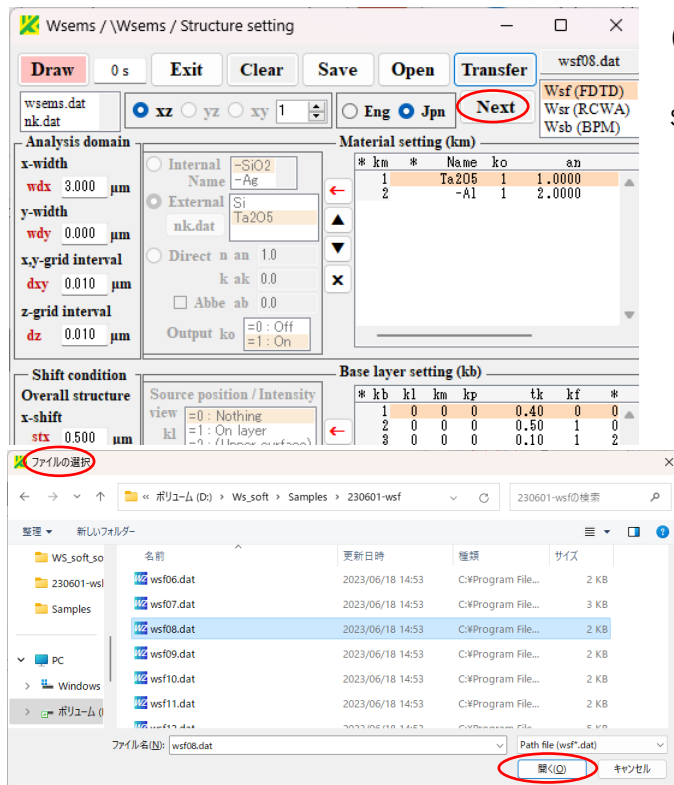 Wsems / \Wsems / Structure setting
Draw 0 s Exit Clear Save Open Transfer wsf08.dat
wsems.dat
nk.dat
xz yz xy 1 Eng Jpn Next
Wsf (FDTD)
Wsr (RCWA)
Wsb (BPM)
Analysis domain
x-width
wdx 3.000 μm
y-width
wdy 0.000 μm
x,y-grid interval
dxy 0.010 μm
z-grid interval
dz 0.010 μm
Internal Name
-SiO2
-Ag
External
nk.dat
Si
Ta2O5
Direct n an 1.0
k ak 0.0
Abbe ab 0.0
Output ko
=0 : Off
=1 : On
Material setting (km)
* km * Name ko an
1 Ta2O5 1 1.0000
2 -Al 1 2.0000
Shift condition
Overall structure
x-shift
stx 0.500 μm
Source position / Intensity
view
kl
=0 : Nothing
=1 : On layer
=2 : (Upper surface)
Base layer setting (kb)
* kb kl km kp tk kf *
1 0 0 0 0.40 0 0
2 0 0 0 0.50 1 0
3 0 0 0 0.10 1 2
(
s
ファイルの選択
« ボリューム (D:) › Ws_soft › Samples › 230601-wsf
230601-wsfの検索
整理 新しいフォルダー
WS_soft_so
230601-wsl
Samples
PC
Windows
ボリューム (
名前 更新日時 種類 サイズ
wsf06.dat 2023/06/18 14:53 C:¥Program File... 2 KB
wsf07.dat 2023/06/18 14:53 C:¥Program File... 3 KB
wsf08.dat 2023/06/18 14:53 C:¥Program File... 2 KB
wsf09.dat 2023/06/18 14:53 C:¥Program File... 2 KB
wsf10.dat 2023/06/18 14:53 C:¥Program File... 2 KB
wsf11.dat 2023/06/18 14:53 C:¥Program File... 2 KB
wsf12.dat 2023/06/18 14:53 C:¥Program File... 5 KB
ファイル名(N): wsf08.dat
Path file (wsf*.dat)
開く(O) キャンセル